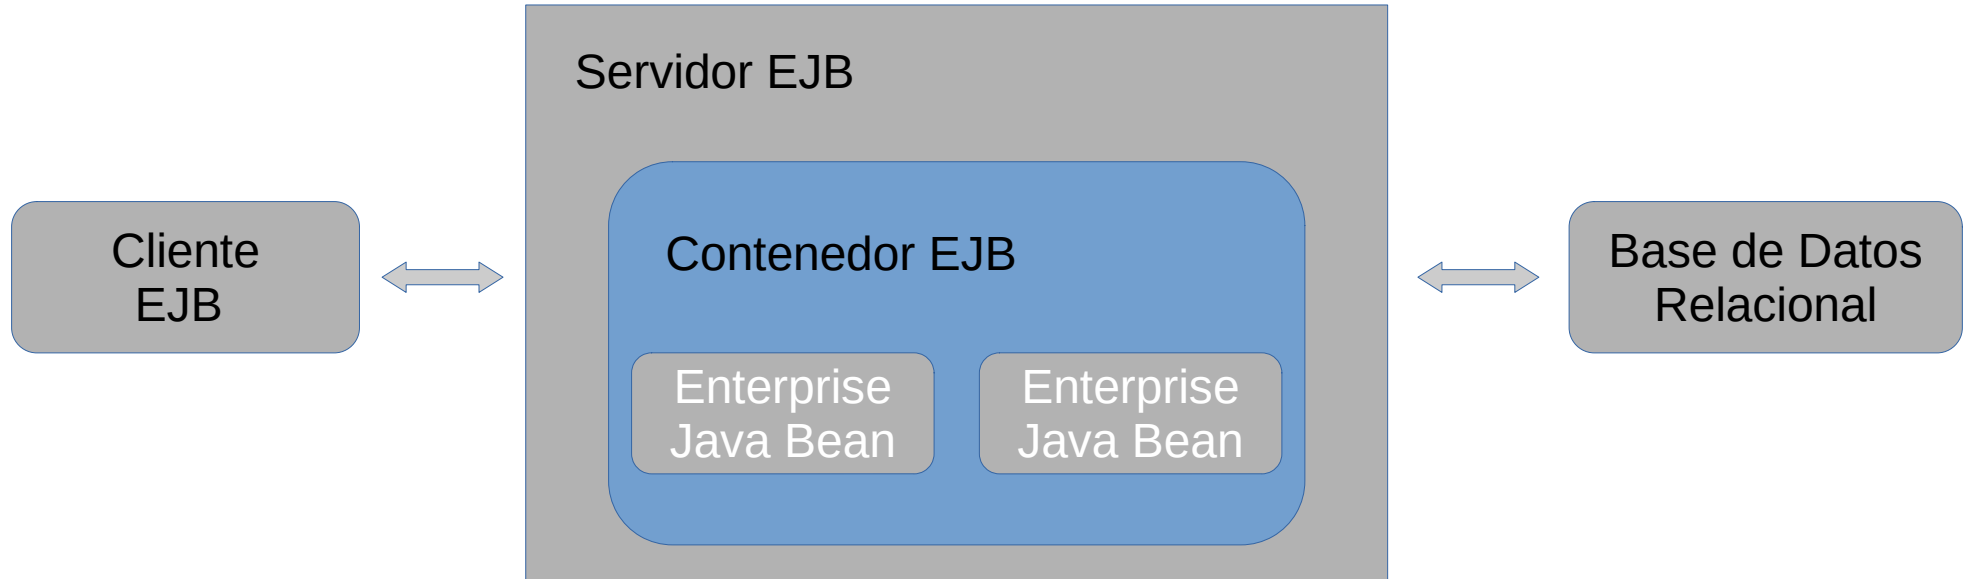 Servidor EJB
Cliente
EJB
Contenedor EJB
Enterprise
Java Bean
Enterprise
Java Bean
Base de Datos
Relacional